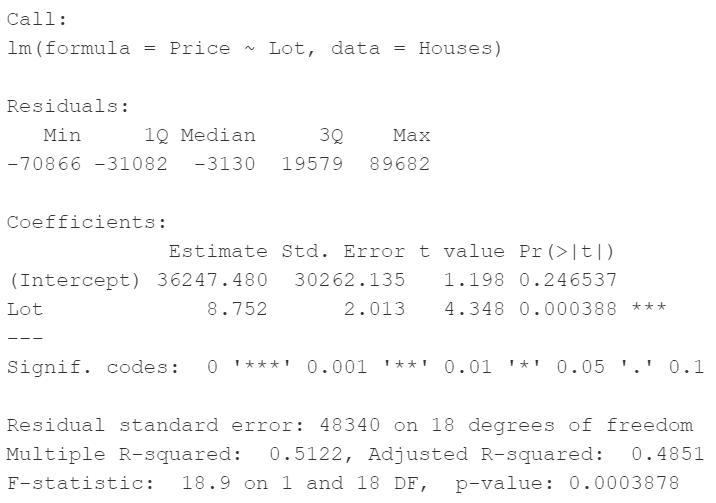 Call:
lm(formula = Price ~ Lot, data = Houses)
Residuals:
Min 1Q Median 3Q Max
-70866 -31082 -3130 19579 89682
Coefficients:
Estimate Std. Error t value Pr(>|t|)
(Intercept) 36247.480 30262.135 1.198 0.246537
Lot 8.752 2.013 4.348 0.000388 ***
---
Signif. codes: 0 '***' 0.001 '**' 0.01 '*' 0.05 '.' 0.1
Residual standard error: 48340 on 18 degrees of freedom
Multiple R-squared: 0.5122, Adjusted R-squared: 0.4851
F-statistic: 18.9 on 1 and 18 DF, p-value: 0.0003878